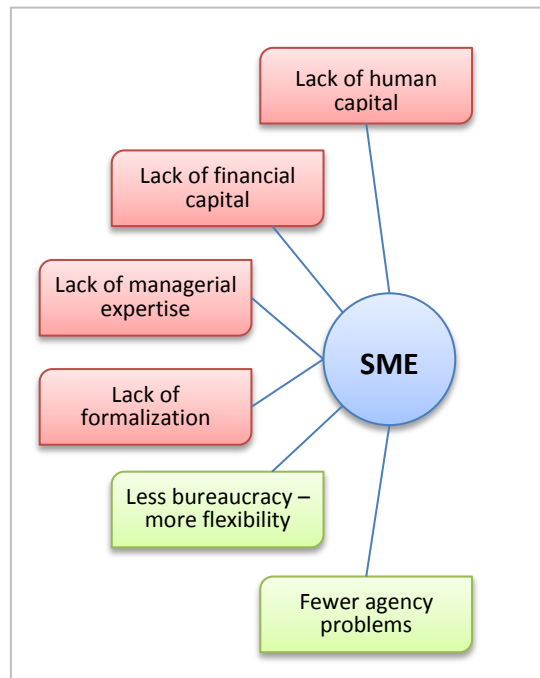 Lack of human
capital
Lack of financial
capital
Lack of managerial
expertise
SME
Lack of
formalization
Less bureaucracy –
more flexibility
Fewer agency
problems